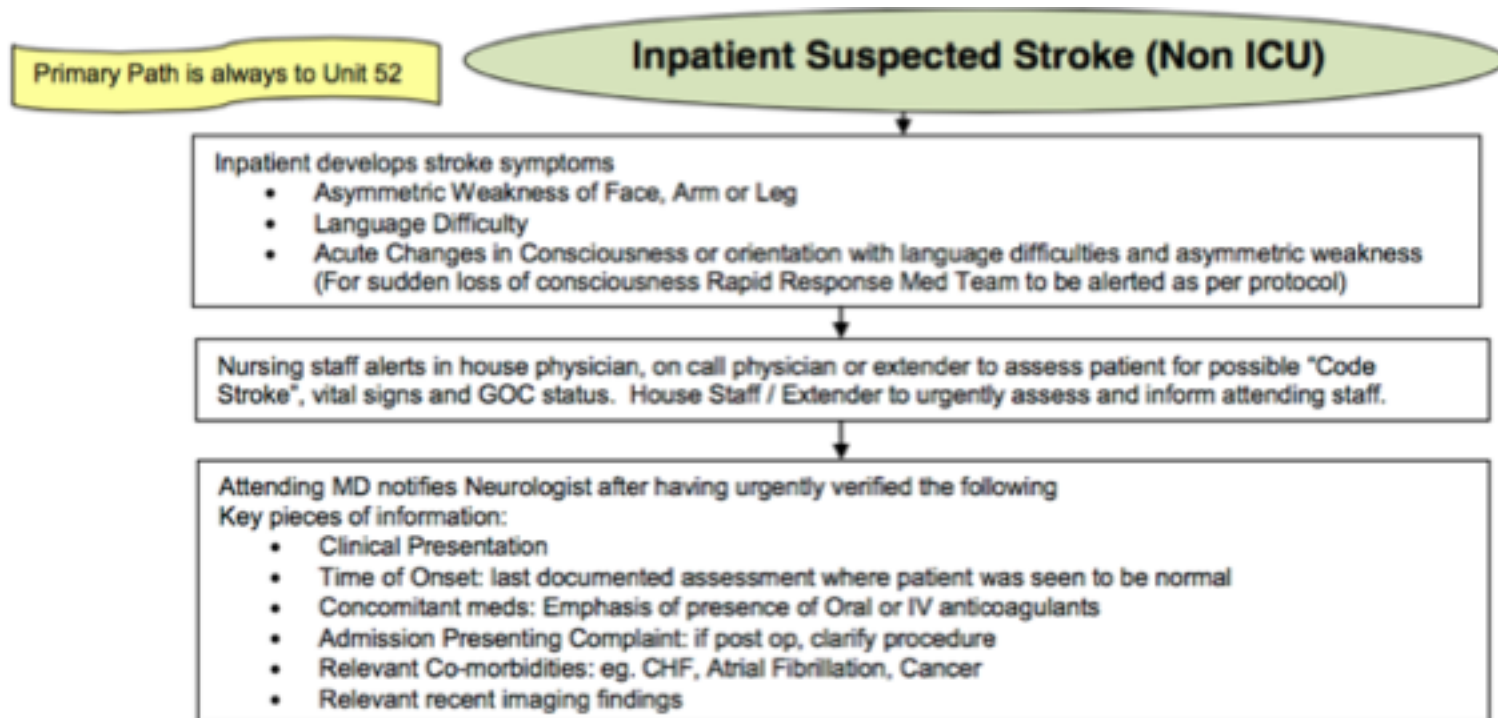 Primary Path is always to Unit 52
Inpatient Suspected Stroke (Non ICU)
Inpatient develops stroke symptoms
• Asymmetric Weakness of Face, Arm or Leg
• Language Difficulty
• Acute Changes in Consciousness or orientation with language difficulties and asymmetric weakness
(For sudden loss of consciousness Rapid Response Med Team to be alerted as per protocol)
Nursing staff alerts in house physician, on call physician or extender to assess patient for possible "Code
Stroke", vital signs and GOC status. House Staff / Extender to urgently assess and inform attending staff.
Attending MD notifies Neurologist after having urgently verified the following
Key pieces of information:
• Clinical Presentation
• Time of Onset: last documented assessment where patient was seen to be normal
• Concomitant meds: Emphasis of presence of Oral or IV anticoagulants
• Admission Presenting Complaint: if post op, clarify procedure
• Relevant Co-morbidities: eg. CHF, Atrial Fibrillation, Cancer
• Relevant recent imaging findings